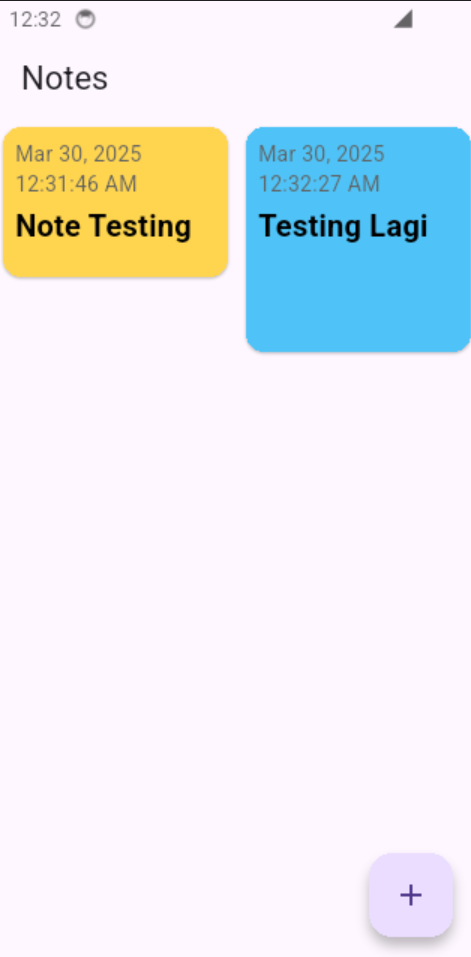 12:32
Notes
Mar 30, 2025
12:31:46 AM
Note Testing
Mar 30, 2025
12:32:27 AM
Testing Lagi
+